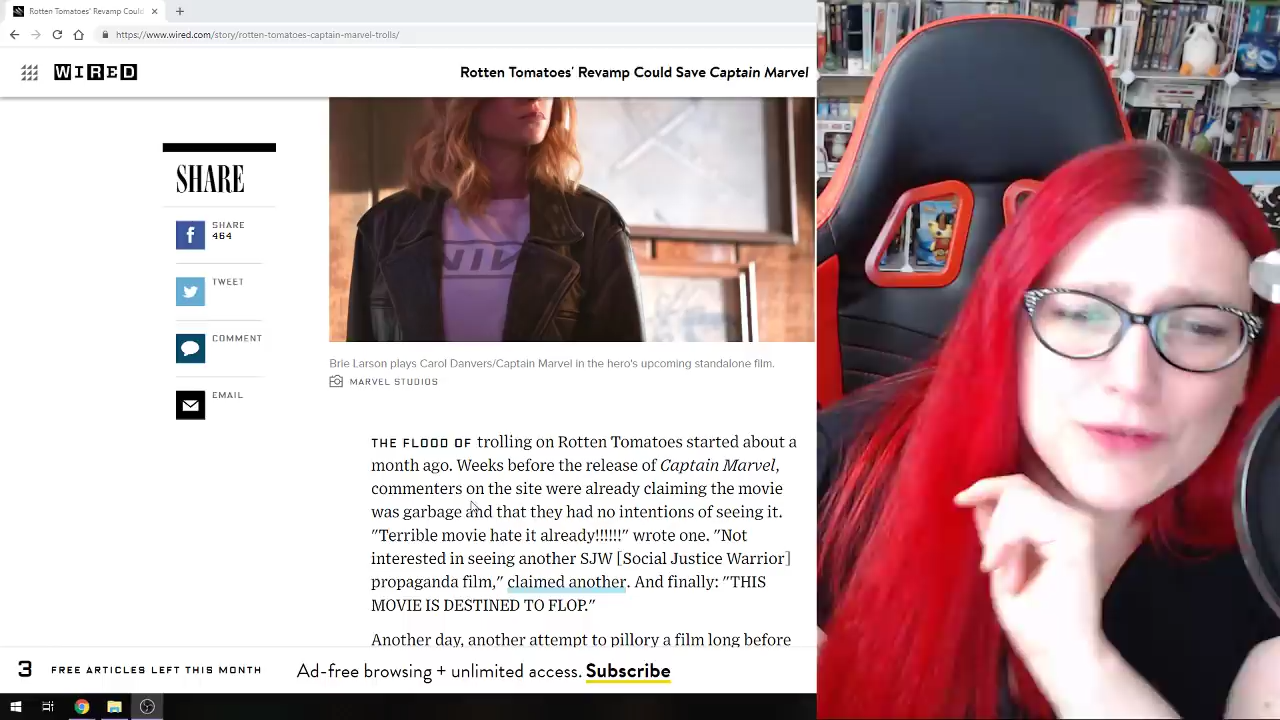 Rotten Tomatoes' Revamp Could
https://www.wired.com/story/rotten-tomatoes-captain-marvel-trolls/
WIRED
Rotten Tomatoes' Revamp Could Save Captain Marvel
SHARE
SHARE
464
TWEET
COMMENT
EMAIL
Brie Larson plays Carol Danvers/Captain Marvel in the hero's upcoming standalone film.
MARVEL STUDIOS
THE FLOOD OF trolling on Rotten Tomatoes started about a
month ago. Weeks before the release of Captain Marvel,
commenters on the site were already claiming the movie
was garbage and that they had no intentions of seeing it.
"Terrible movie hate it already!!!!!!" wrote one. "Not
interested in seeing another SJW [Social Justice Warrior]
propaganda film," claimed another. And finally: "THIS
MOVIE IS DESTINED TO FLOP."
Another day, another attempt to pillory a film long before
3 FREE ARTICLES LEFT THIS MONTH
Ad-free browsing + unlimited access. Subscribe